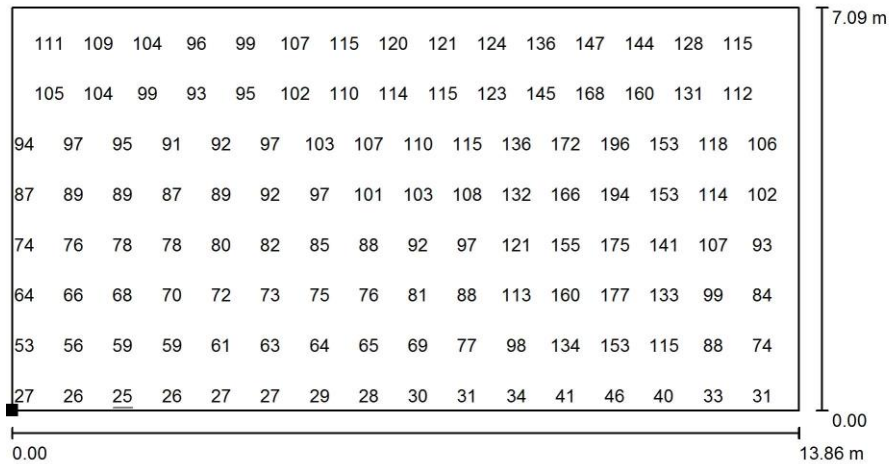 111 109 104 96 99 107 115 120 121 124 136 147 144 128 115
105 104 99 93 95 102 110 114 115 123 145 168 160 131 112
94 97 95 91 92 97 103 107 110 115 136 172 196 153 118 106
87 89 89 87 89 92 97 101 103 108 132 166 194 153 114 102
74 76 78 78 80 82 85 88 92 97 121 155 175 141 107 93
64 66 68 70 72 73 75 76 81 88 113 160 177 133 99 84
53 56 59 59 61 63 64 65 69 77 98 134 153 115 88 74
27 26 25 26 27 27 29 28 30 31 34 41 46 40 33 31
7.09 m
0.00
0.00 13.86 m